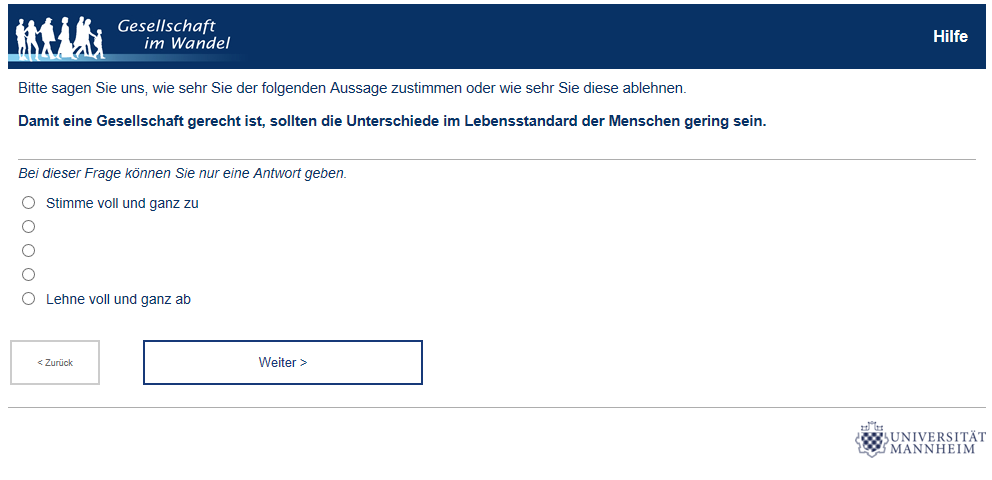 Gesellschaft
im Wandel
Hilfe
Bitte sagen Sie uns, wie sehr Sie der folgenden Aussage zustimmen oder wie sehr Sie diese ablehnen.
Damit eine Gesellschaft gerecht ist, sollten die Unterschiede im Lebensstandard der Menschen gering sein.
Bei dieser Frage können Sie nur eine Antwort geben.
Stimme voll und ganz zu
Lehne voll und ganz ab
< Zurück
Weiter >
UNIVERSITÄT
MANNHEIM